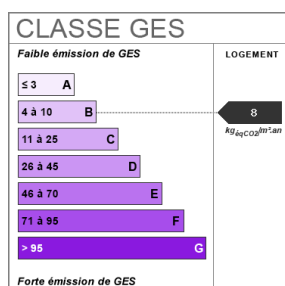 CLASSE GES
Faible émission de GES
LOGEMENT
≤ 3 A
4 à 10 B
8
kgéqCO2/m².an
11 à 25 C
26 à 45 D
46 à 70 E
71 à 95 F
> 95 G
Forte émission de GES